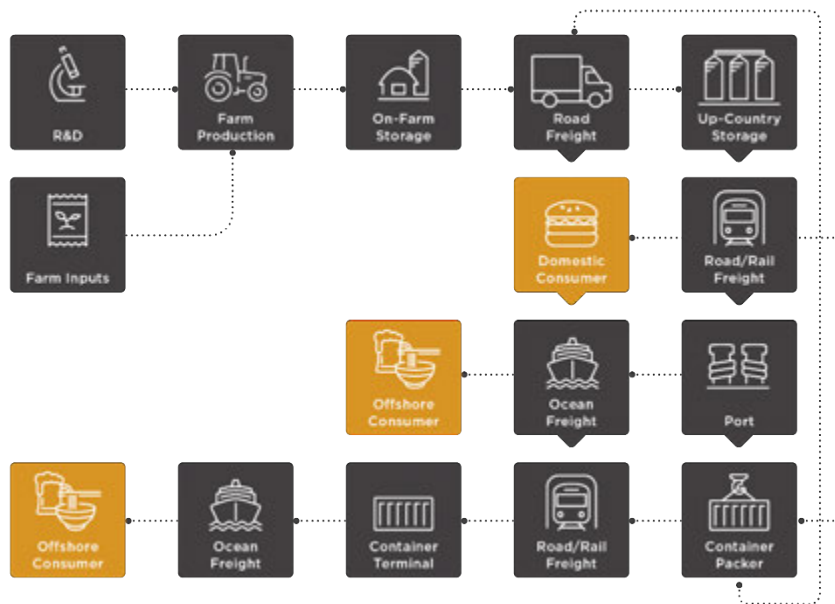 R&D
Farm
Production
On-Farm
Storage
Road
Freight
Up-Country
Storage
Farm Inputs
Domestic
Consumer
Road/Rail
Freight
Offshore
Consumer
Ocean
Freight
Port
Offshore
Consumer
Ocean
Freight
Container
Terminal
Road/Rail
Freight
Container
Packer